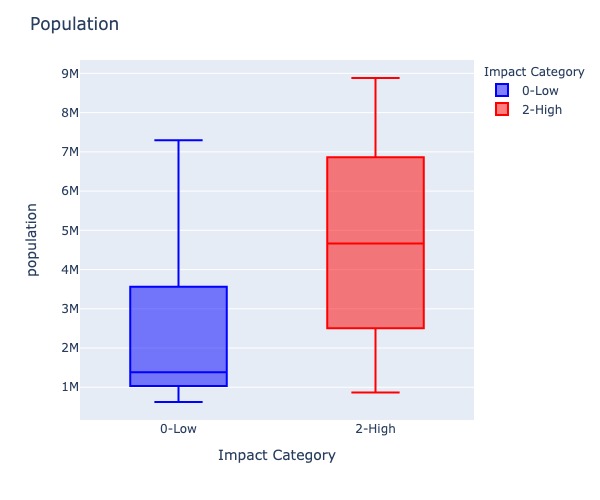 Population
9M
8M
7M
6M
5M
4M
3M
2M
1M
population
0-Low
2-High
Impact Category
Impact Category
0-Low
2-High